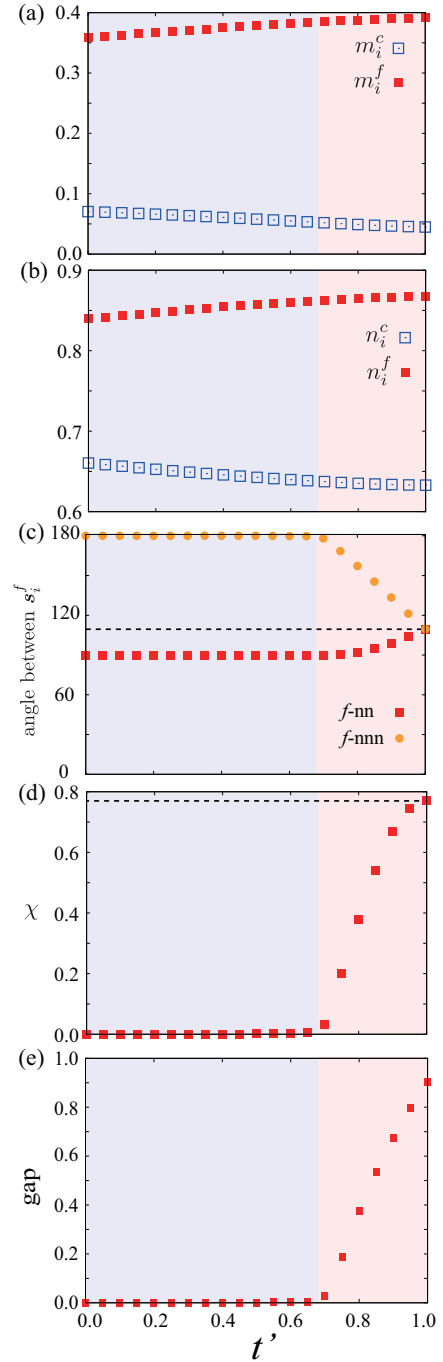 (a)
0.4
0.3
0.2
0.1
0.0
m_i^c
m_i^f
(b)
0.9
0.8
0.7
0.6
n_i^c
n_i^f
(c)
180
120
60
0
angle between s_i^f
f-nn
f-nnn
(d)
0.8
0.6
0.4
0.2
0.0
χ
(e)
1.0
0.8
0.6
0.4
0.2
0.0
gap
0.0 0.2 0.4 0.6 0.8 1.0
t'